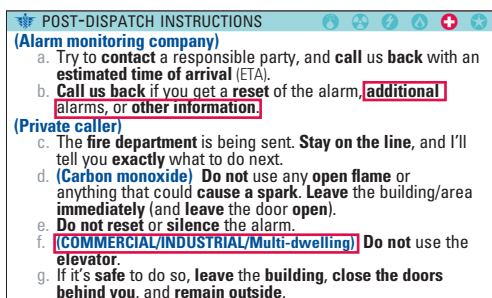 POST-DISPATCH INSTRUCTIONS
(Alarm monitoring company)
a. Try to contact a responsible party, and call us back with an
estimated time of arrival (ETA).
b. Call us back if you get a reset of the alarm, additional
alarms, or other information.
(Private caller)
c. The fire department is being sent. Stay on the line, and I'll
tell you exactly what to do next.
d. (Carbon monoxide) Do not use any open flame or
anything that could cause a spark. Leave the building/area
immediately (and leave the door open).
e. Do not reset or silence the alarm.
f. (COMMERCIAL/INDUSTRIAL/Multi-dwelling) Do not use the
elevator.
g. If it's safe to do so, leave the building, close the doors
behind you, and remain outside.